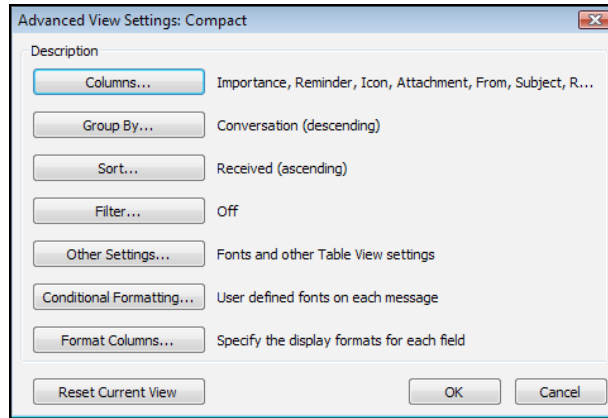 Advanced View Settings: Compact
Description
Columns... Importance, Reminder, Icon, Attachment, From, Subject, R...
Group By... Conversation (descending)
Sort... Received (ascending)
Filter... Off
Other Settings... Fonts and other Table View settings
Conditional Formatting... User defined fonts on each message
Format Columns... Specify the display formats for each field
Reset Current View OK Cancel